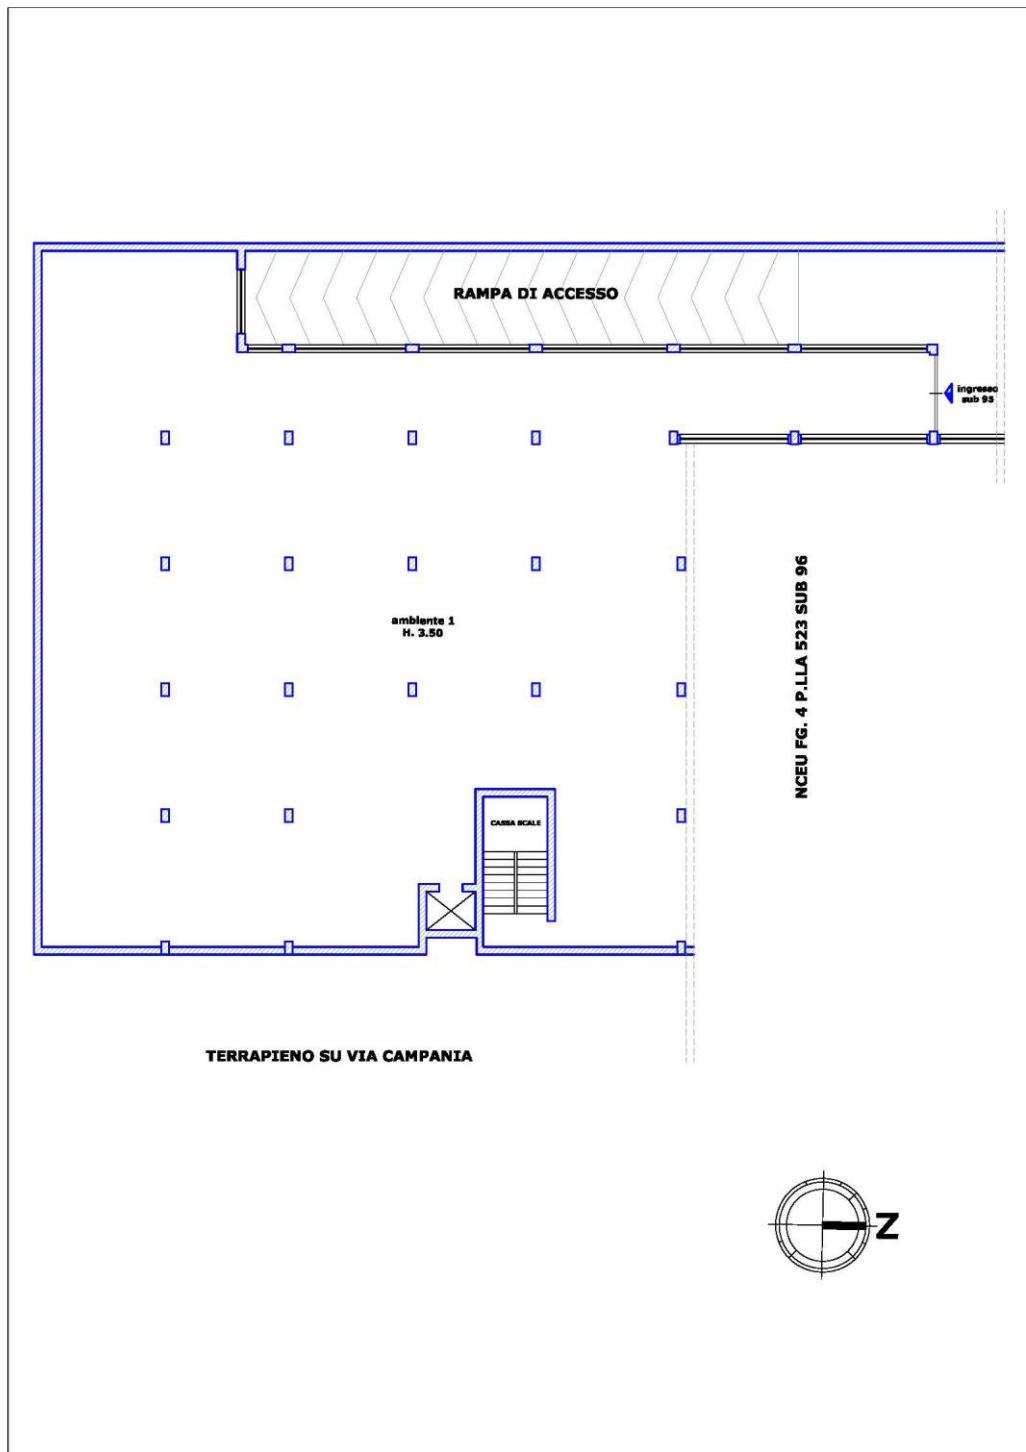 RAMPA DI ACCESSO
ingresso
sub 95
ambiente 1
H. 3.50
NCEU FG. 4 P.LLA 523 SUB 96
CASSA SCALE
TERRAPIENO SU VIA CAMPANIA
N